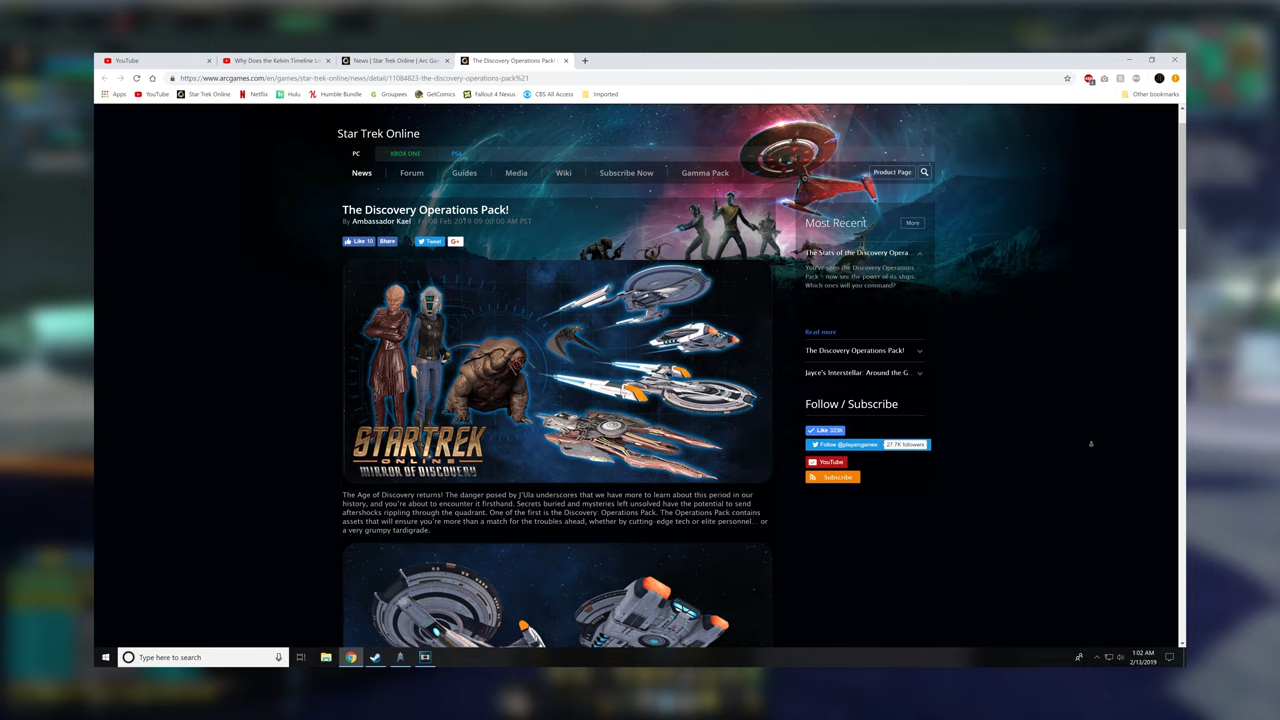 YouTube
Why Does the Kelvin Timeline Lo
News | Star Trek Online | Arc Gam
The Discovery Operations Pack! |
https://www.arcgames.com/en/games/star-trek-online/news/detail/11084823-the-discovery-operations-pack%21
Apps
YouTube
Star Trek Online
Netflix
Hulu
Humble Bundle
Groupees
GetComics
Fallout 4 Nexus
CBS All Access
Imported
Other bookmarks
Star Trek Online
PC
XBOX ONE
PS4
News
Forum
Guides
Media
Wiki
Subscribe Now
Gamma Pack
Product Page
The Discovery Operations Pack!
By Ambassador Kael | Fri 08 Feb 2019 09:00:00 AM PST
Like 10
Share
Tweet
G+
STAR TREK
ONLINE
MIRROR OF DISCOVERY
The Age of Discovery returns! The danger posed by J'Ula underscores that we have more to learn about this period in our
history, and you're about to encounter it firsthand. Secrets buried and mysteries left unsolved have the potential to send
aftershocks rippling through the quadrant. One of the first is the Discovery: Operations Pack. The Operations Pack contains
assets that will ensure you're more than a match for the troubles ahead, whether by cutting-edge tech or elite personnel... or
a very grumpy tardigrade.
Most Recent
More
The Stats of the Discovery Opera...
You've seen the Discovery Operations
Pack - now see the power of its ships.
Which ones will you command?
Read more
The Discovery Operations Pack!
Jayce's Interstellar: Around the G...
Follow / Subscribe
Like 323K
Follow @playarcgames
27.7K followers
YouTube
Subscribe
Type here to search
1:02 AM
2/13/2019